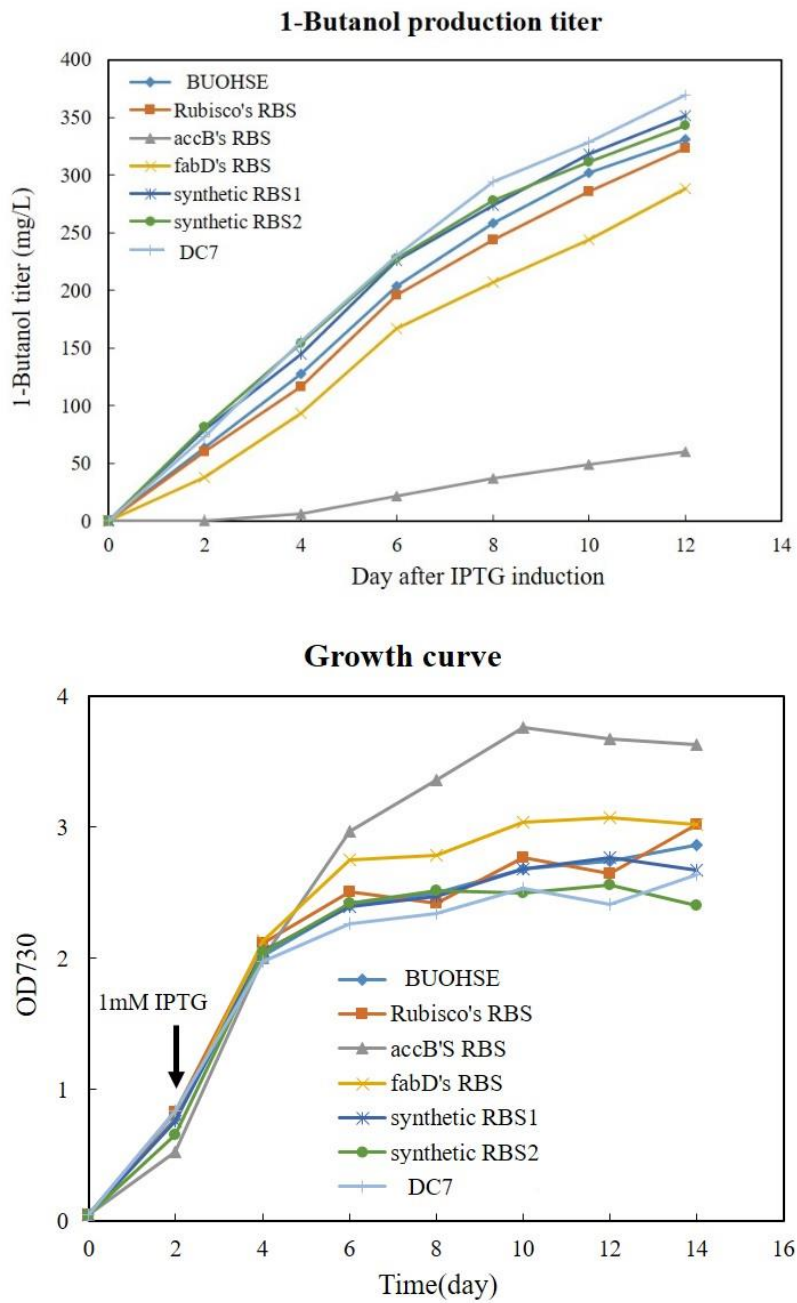 1-Butanol production titer
400
350
300
250
200
150
100
50
0
1-Butanol titer (mg/L)
BUOHSE
Rubisco's RBS
accB's RBS
fabD's RBS
synthetic RBS1
synthetic RBS2
DC7
0 2 4 6 8 10 12 14
Day after IPTG induction
Growth curve
4
3
2
1
0
OD730
1mM IPTG
BUOHSE
Rubisco's RBS
accB'S RBS
fabD's RBS
synthetic RBS1
synthetic RBS2
DC7
0 2 4 6 8 10 12 14 16
Time(day)